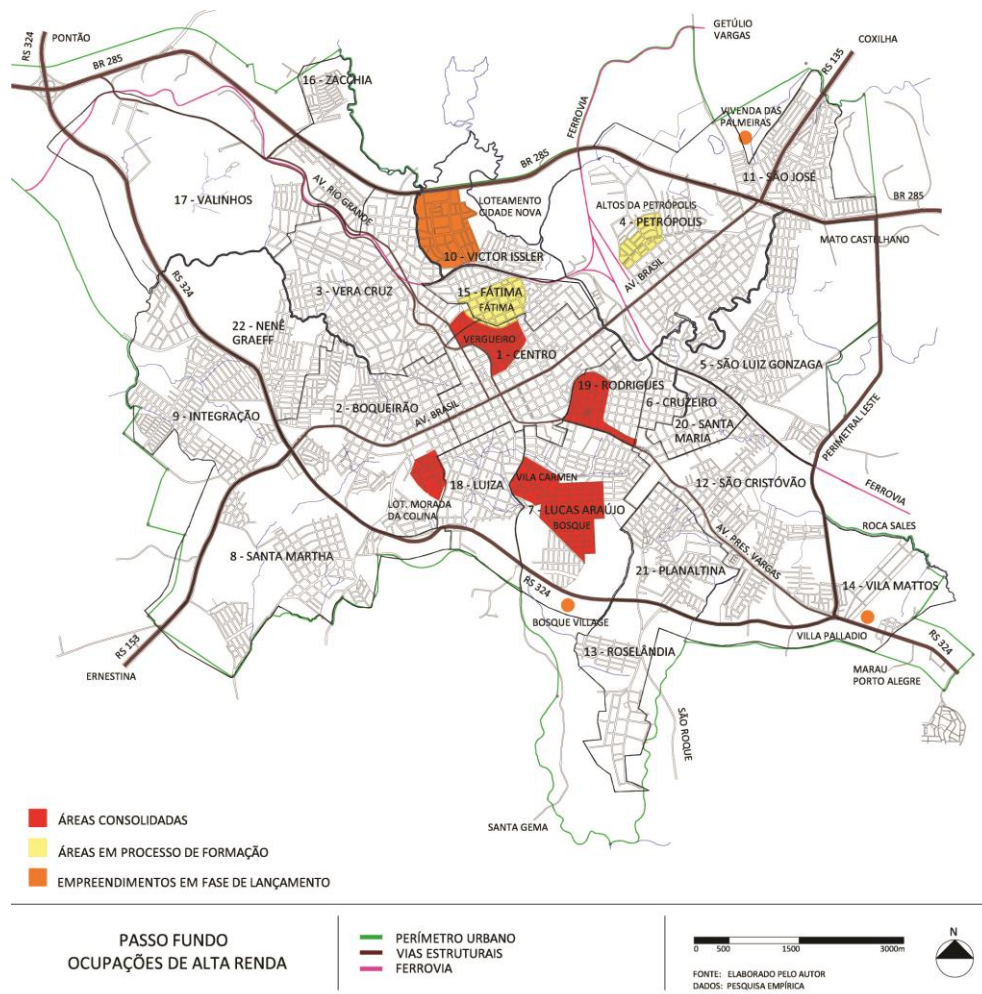 GETÚLIO
VARGAS
RS 324
PONTÃO
COXILHA
BR 285
RS 135
16 - ZACCHIA
FERROVIA
VIVENDA DAS
PALMEIRAS
BR 285
11 - SÃO JOSÉ
AV. RIO GRANDE
17 - VALINHOS
LOTEAMENTO
CIDADE NOVA
ALTOS DA PETRÓPOLIS
4 - PETRÓPOLIS
BR 285
MATO CASTELHANO
10 - VICTOR ISSLER
RS 324
AV. BRASIL
3 - VERA CRUZ
15 - FÁTIMA
FÁTIMA
22 - NENÊ
GRAEFF
VERGUEIRO
1 - CENTRO
5 - SÃO LUIZ GONZAGA
19 - RODRIGUES
6 - CRUZEIRO
2 - BOQUEIRÃO
AV. BRASIL
9 - INTEGRAÇÃO
20 - SANTA
MARIA
PERIMETRAL LESTE
VILA CARMEN
18 - LUIZA
12 - SÃO CRISTÓVÃO
FERROVIA
LOT. MORADA
DA COLINA
7 - LUCAS ARAÚJO
BOSQUE
ROCA SALES
AV. PRES. VARGAS
8 - SANTA MARTHA
21 - PLANALTINA
RS 324
14 - VILA MATTOS
BOSQUE VILLAGE
VILLA PALLADIO
RS 324
RS 153
13 - ROSELÂNDIA
ERNESTINA
MARAU
PORTO ALEGRE
SÃO ROQUE
SANTA GEMA
ÁREAS CONSOLIDADAS
ÁREAS EM PROCESSO DE FORMAÇÃO
EMPREENDIMENTOS EM FASE DE LANÇAMENTO
PASSO FUNDO
OCUPAÇÕES DE ALTA RENDA
PERÍMETRO URBANO
VIAS ESTRUTURAIS
FERROVIA
0 500 1500 3000m
FONTE: ELABORADO PELO AUTOR
DADOS: PESQUISA EMPÍRICA
N